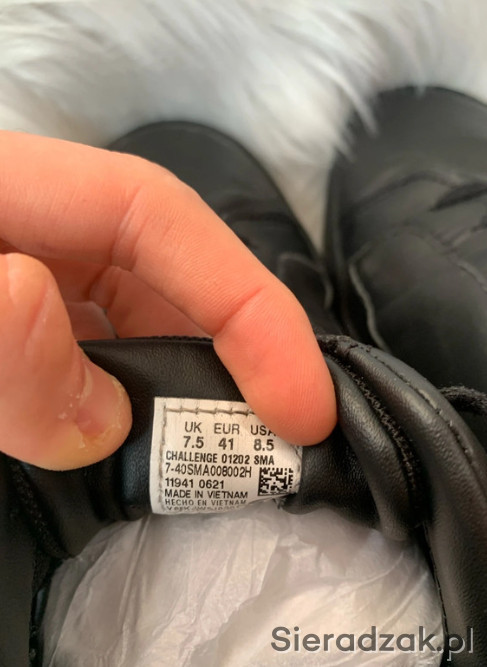 UK EUR USA
7.5 41 8.5
CHALLENGE 01202 SMA
7-40SMA008002H
11941 0621
MADE IN VIETNAM
HECHO EN VIETNAM
Sieradzak.pl